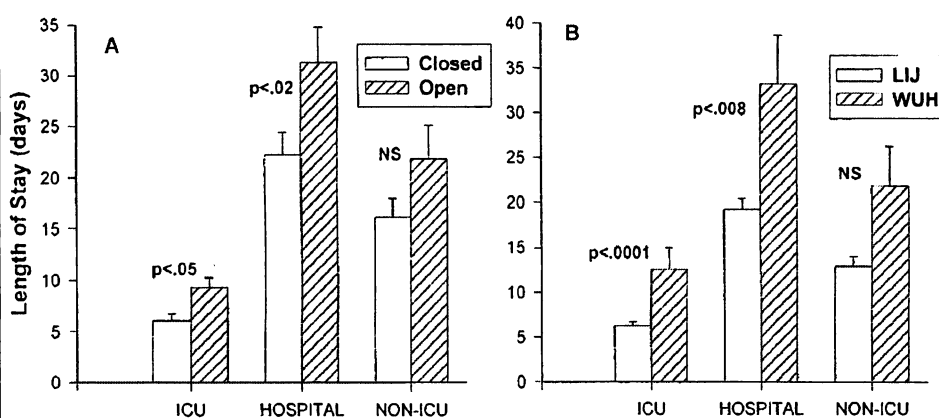 A
Closed
Open
Length of Stay (days)
35
30
25
20
15
10
5
0
p<.05
p<.02
NS
ICU
HOSPITAL
NON-ICU
B
LIJ
WUH
40
35
30
25
20
15
10
5
0
p<.0001
p<.008
NS
ICU
HOSPITAL
NON-ICU